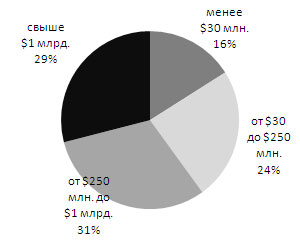 менее
$30 млн.
16%
от $30
до $250
млн.
24%
от $250
млн. до
$1 млрд.
31%
свыше
$1 млрд.
29%